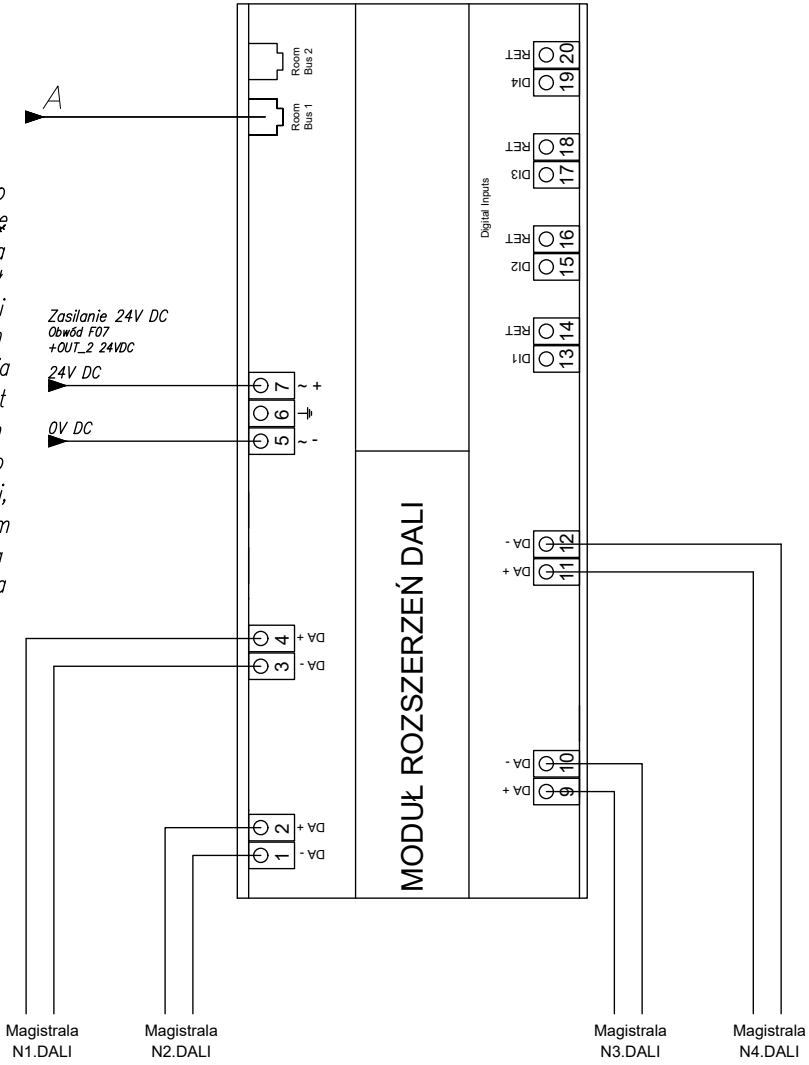 Room
Bus 2
Room
Bus 1
A
Zasilanie 24V DC
Obwód F07
+OUT_2 24VDC
24V DC
0V DC
7 ~ +
6
5 ~ -
4 DA +
3 DA -
2 DA +
1 DA -
MODUŁ ROZSZERZEŃ DALI
Digital Inputs
RET 20
DI4 19
RET 18
DI3 17
RET 16
DI2 15
RET 14
DI1 13
DA - 12
DA + 11
DA - 10
DA + 9
Magistrala
N1.DALI
Magistrala
N2.DALI
Magistrala
N3.DALI
Magistrala
N4.DALI